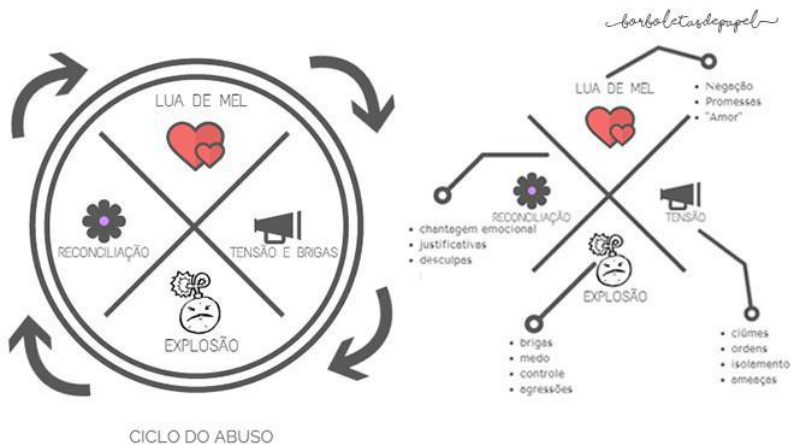 borboletasdepapel
LUA DE MEL
RECONCILIAÇÃO
TENSÃO E BRIGAS
EXPLOSÃO
CICLO DO ABUSO
LUA DE MEL
• Negação
• Promessas
• "Amor"
RECONCILIAÇÃO
TENSÃO
• chantagem emocional
• justificativas
• desculpas
EXPLOSÃO
• brigas
• medo
• controle
• agressões
• ciúmes
• ordens
• isolamento
• ameaças